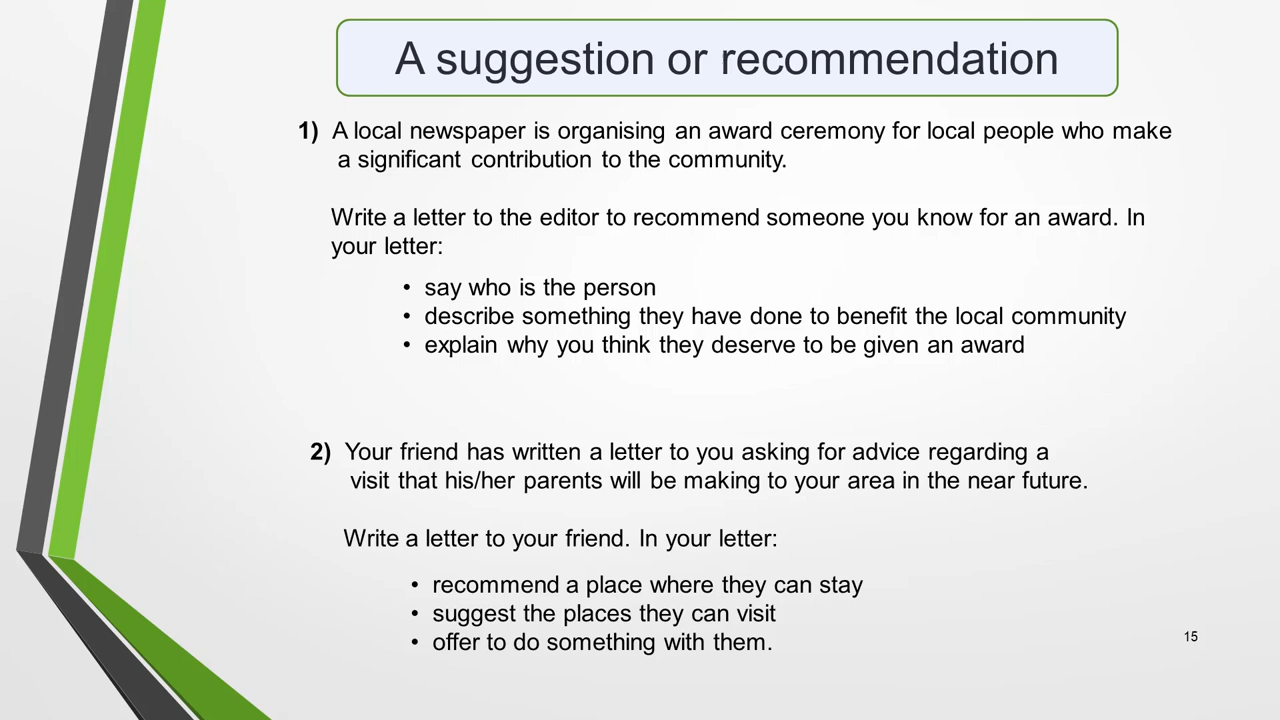 A suggestion or recommendation
1) A local newspaper is organising an award ceremony for local people who make
a significant contribution to the community.
Write a letter to the editor to recommend someone you know for an award. In
your letter:
• say who is the person
• describe something they have done to benefit the local community
• explain why you think they deserve to be given an award
2) Your friend has written a letter to you asking for advice regarding a
visit that his/her parents will be making to your area in the near future.
Write a letter to your friend. In your letter:
• recommend a place where they can stay
• suggest the places they can visit
• offer to do something with them.
15